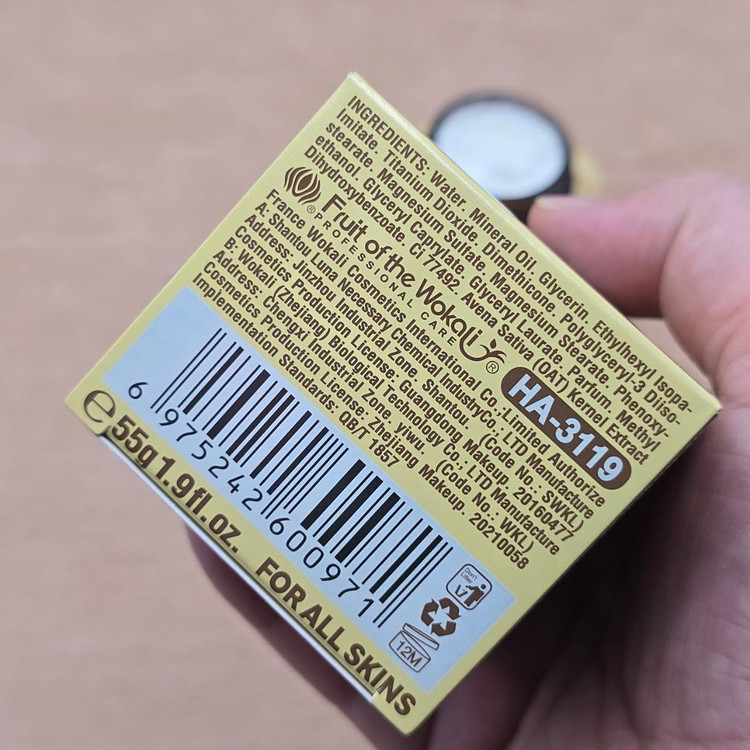 INGREDIENTS: Water, Mineral Oil, Glycerin, Ethylhexyl Isopa-
lmitate. Titanium Dioxide, Dimethicone, Polyglyceryl-3 Diiso-
stearate. Magnesium Sulfate, Magnesium Stearate, Phenoxy-
ethanol. Glyceryl Caprylate, Glyceryl Laurate, Parfum, Methyl
Dihydroxybenzoate, CI 77492, Avena Sativa (OAT) Kernel Extract
® Fruit of the Wokali ®
PROFESSIONAL CARE
HA-3119
France Wokali Cosmetics International Co.,Limited Authorize
A: Shantou Luna Necessary Chemical IndustryCo., LTD Manufacture
Address: Jinzhou Industrial Zone. Shantou. (Code No.: SWKL)
Cosmetics Production License: Guangdong Makeup. 20160477
B: Wokali (Zhejiang) Biological Technology Co., LTD Manufacture
Address: Chengxi Industrial Zone, yiwu. (Code No.: WKL)
Cosmetics Production License: Zhejiang Makeup. 20210058
Implementation Standards: QB/T 1857
6 975242 600971
Don't
Litter
12M
e 55g 1.9fl.oz. FOR ALL SKINS